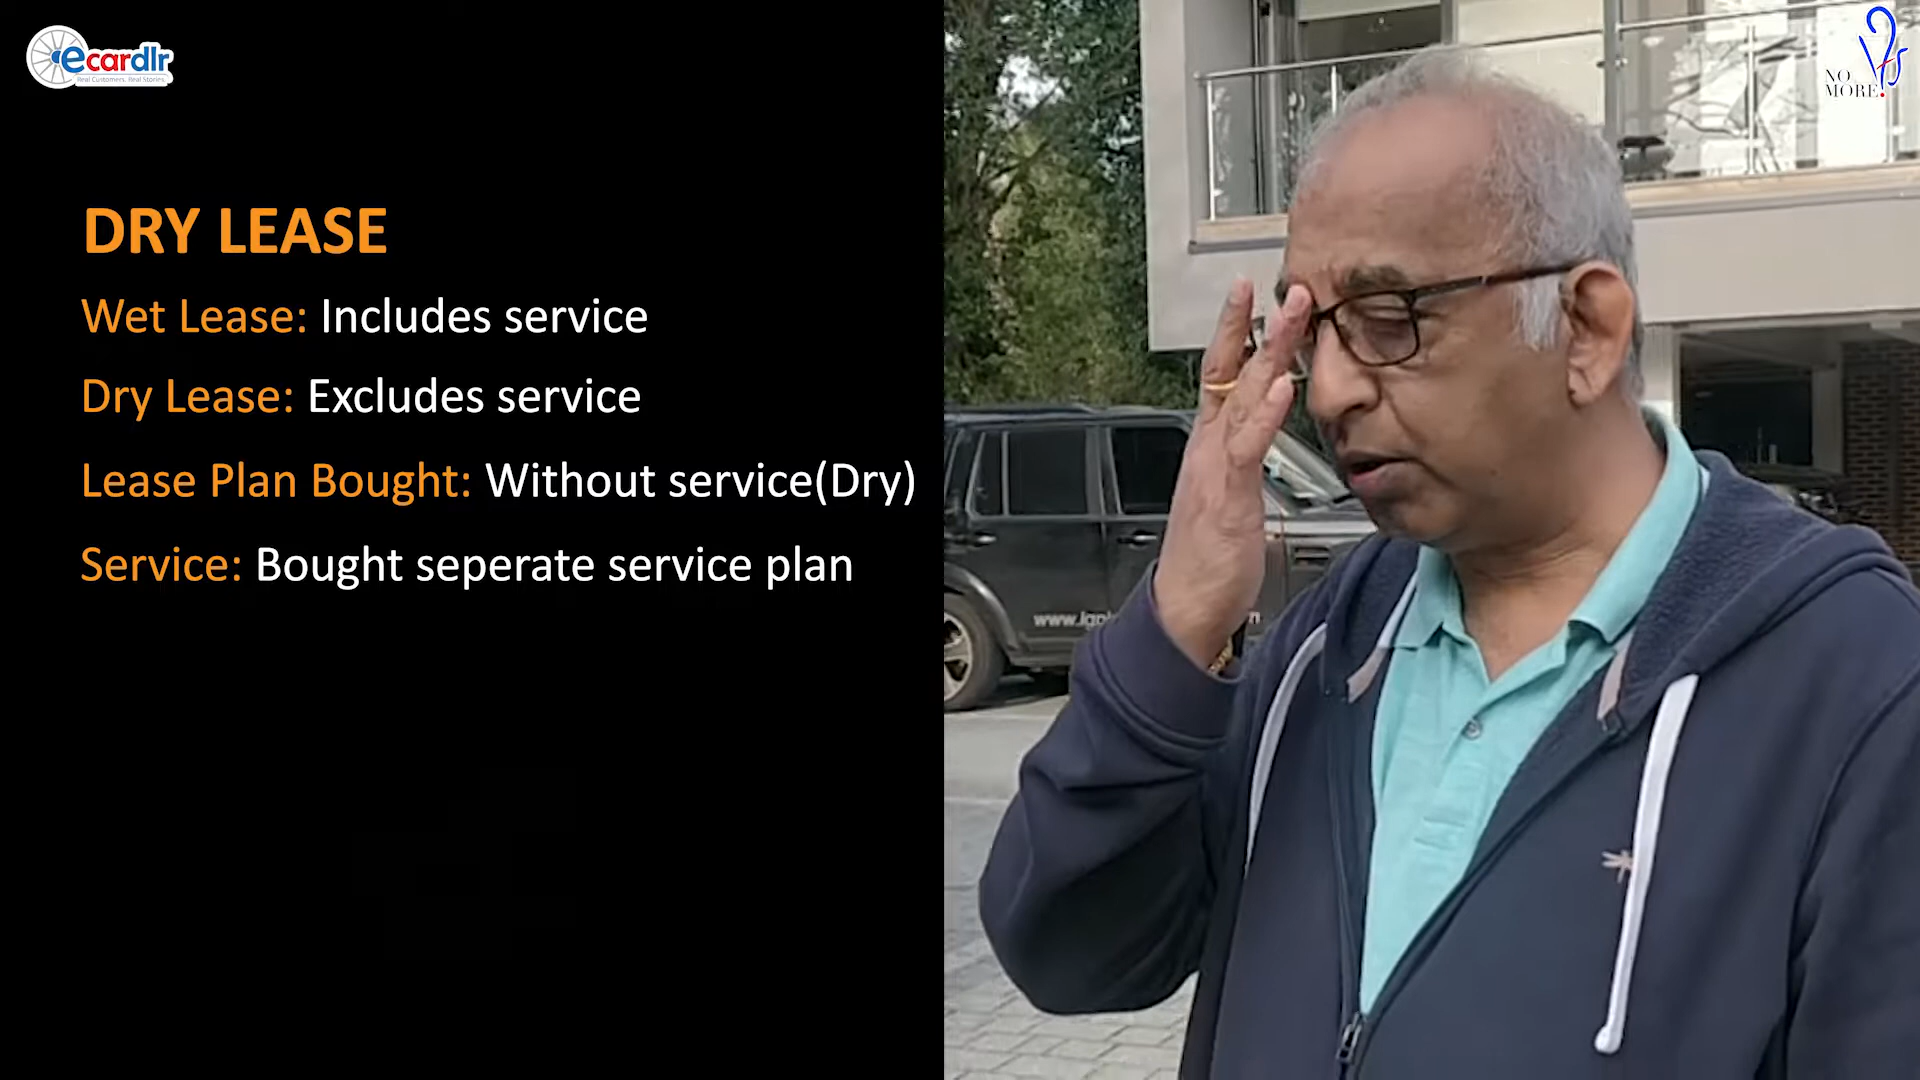 ecardlr
Real Customers. Real Stories.
NO
MORE
DRY LEASE
Wet Lease: Includes service
Dry Lease: Excludes service
Lease Plan Bought: Without service(Dry)
Service: Bought seperate service plan